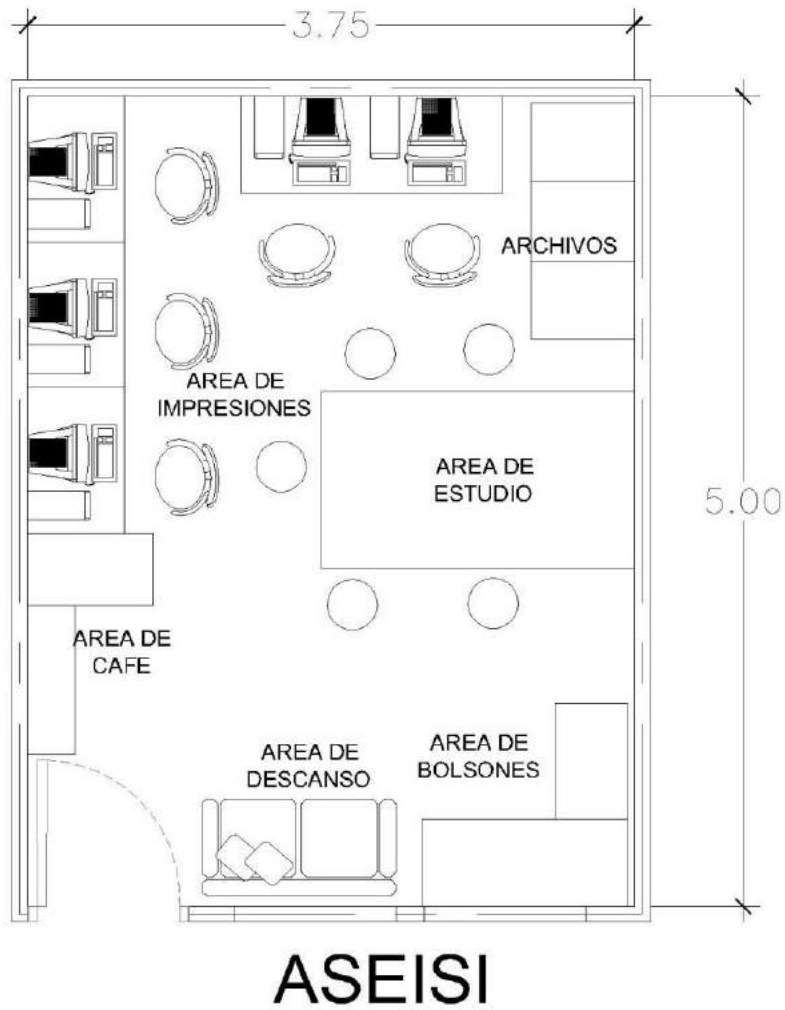 3.75
ARCHIVOS
AREA DE
IMPRESIONES
AREA DE
ESTUDIO
5.00
AREA DE
CAFE
AREA DE
DESCANSO
AREA DE
BOLSONES
ASEISI